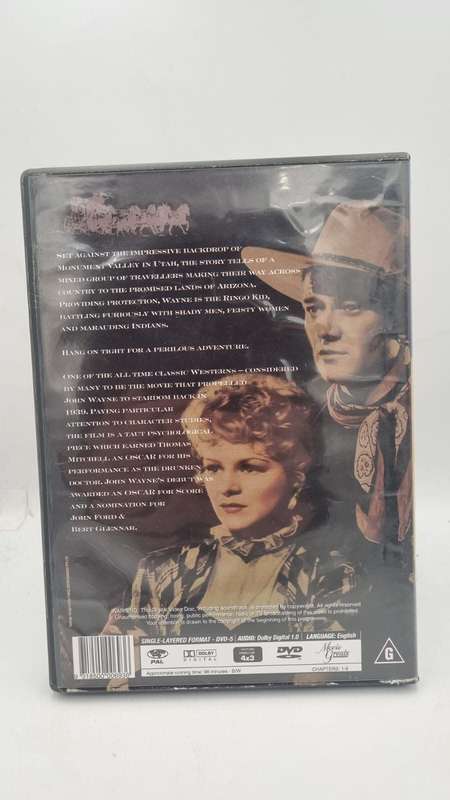 SET AGAINST THE IMPRESSIVE BACKDROP OF
MONUMENT VALLEY IN UTAH, THE STORY TELLS OF A
MIXED GROUP OF TRAVELLERS MAKING THEIR WAY ACROSS
COUNTRY TO THE PROMISED LANDS OF ARIZONA.
PROVIDING PROTECTION, WAYNE IS THE RINGO KID,
BATTLING FURIOUSLY WITH SHADY MEN, FEISTY WOMEN
AND MARAUDING INDIANS.
HANG ON TIGHT FOR A PERILOUS ADVENTURE.
ONE OF THE ALL TIME CLASSIC WESTERNS – CONSIDERED
BY MANY TO BE THE MOVIE THAT PROPELLED
JOHN WAYNE TO STARDOM BACK IN
1939. PAYING PARTICULAR
ATTENTION TO CHARACTER STUDIES,
THE FILM IS A TAUT PSYCHOLOGICAL
PIECE WHICH EARNED THOMAS
MITCHELL AN OSCAR FOR HIS
PERFORMANCE AS THE DRUNKEN
DOCTOR. JOHN WAYNE'S DEBUT WAS
AWARDED AN OSCAR FOR SCORE
AND A NOMINATION FOR
JOHN FORD &
BERT GLENNAR.
SINGLE-LAYERED FORMAT - DVD-5 | AUDIO: Dolby Digital 1.0 | LANGUAGE: English
PAL
DOLBY
DIGITAL
4x3
DVD
VIDEO
Movie
Greats
G
Approximate running time: 96 minutes - B/W
CHAPTERS: 1-8